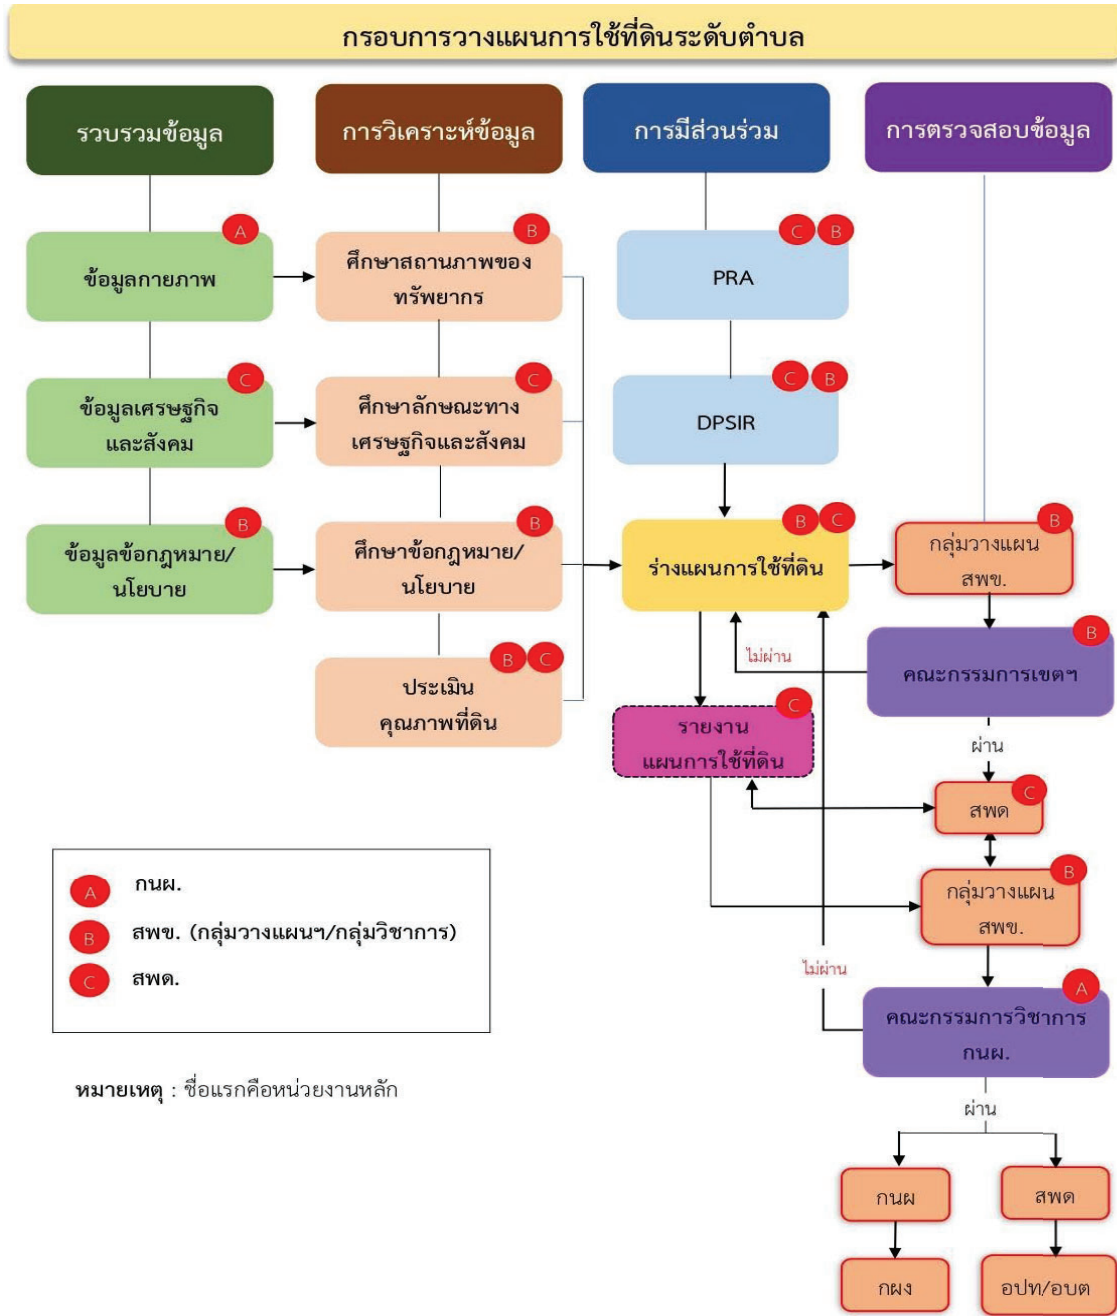 กรอบการวางแผนการใช้ที่ดินระดับตำบล
รวบรวมข้อมูล
การวิเคราะห์ข้อมูล
การมีส่วนร่วม
การตรวจสอบข้อมูล
A
ข้อมูลกายภาพ
B
ศึกษาสถานภาพของ
ทรัพยากร
C B
PRA
C
ข้อมูลเศรษฐกิจ
และสังคม
C
ศึกษาลักษณะทาง
เศรษฐกิจและสังคม
C B
DPSIR
B
ข้อมูลข้อกฎหมาย/
นโยบาย
B
ศึกษาข้อกฎหมาย/
นโยบาย
B C
ร่างแผนการใช้ที่ดิน
B
กลุ่มวางแผน
สพข.
B C
ประเมิน
คุณภาพที่ดิน
ไม่ผ่าน
B
คณะกรรมการเขตฯ
C
รายงาน
แผนการใช้ที่ดิน
ผ่าน
C
สพด
B
กลุ่มวางแผน
สพข.
A กนผ.
B สพข. (กลุ่มวางแผนฯ/กลุ่มวิชาการ)
C สพด.
ไม่ผ่าน
A
คณะกรรมการวิชาการ
กนผ.
หมายเหตุ : ชื่อแรกคือหน่วยงานหลัก
ผ่าน
กนผ
สพด
กผง
อปท/อบต